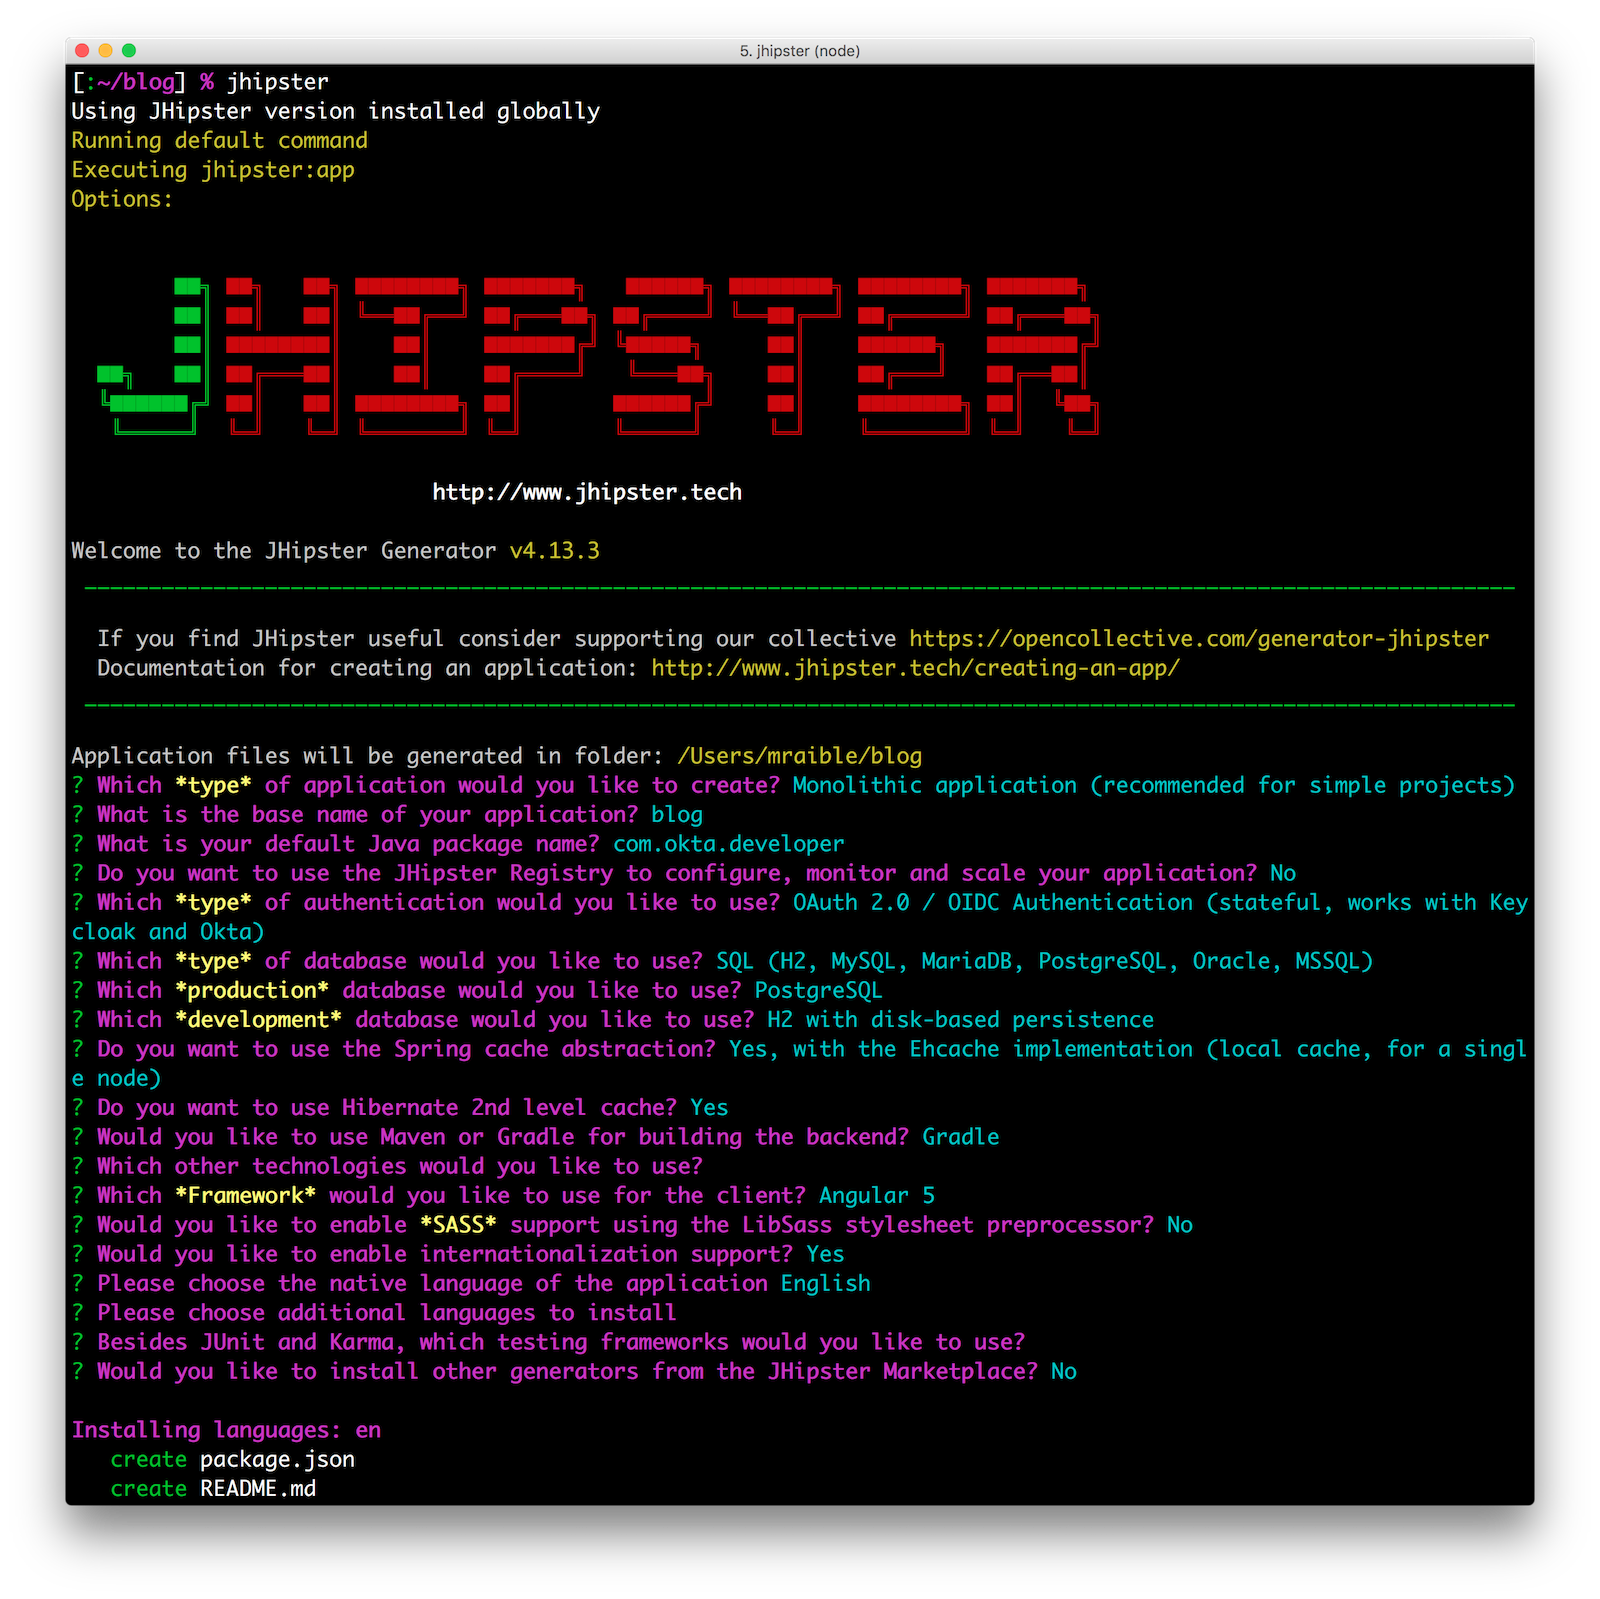 5. jhipster (node)
[:~/blog] % jhipster
Using JHipster version installed globally
Running default command
Executing jhipster:app
Options:
JHIPSTER
http://www.jhipster.tech
Welcome to the JHipster Generator v4.13.3
If you find JHipster useful consider supporting our collective https://opencollective.com/generator-jhipster
Documentation for creating an application: http://www.jhipster.tech/creating-an-app/
Application files will be generated in folder: /Users/mraible/blog
? Which *type* of application would you like to create? Monolithic application (recommended for simple projects)
? What is the base name of your application? blog
? What is your default Java package name? com.okta.developer
? Do you want to use the JHipster Registry to configure, monitor and scale your application? No
? Which *type* of authentication would you like to use? OAuth 2.0 / OIDC Authentication (stateful, works with Key
cloak and Okta)
? Which *type* of database would you like to use? SQL (H2, MySQL, MariaDB, PostgreSQL, Oracle, MSSQL)
? Which *production* database would you like to use? PostgreSQL
? Which *development* database would you like to use? H2 with disk-based persistence
? Do you want to use the Spring cache abstraction? Yes, with the Ehcache implementation (local cache, for a singl
e node)
? Do you want to use Hibernate 2nd level cache? Yes
? Would you like to use Maven or Gradle for building the backend? Gradle
? Which other technologies would you like to use?
? Which *Framework* would you like to use for the client? Angular 5
? Would you like to enable *SASS* support using the LibSass stylesheet preprocessor? No
? Would you like to enable internationalization support? Yes
? Please choose the native language of the application English
? Please choose additional languages to install
? Besides JUnit and Karma, which testing frameworks would you like to use?
? Would you like to install other generators from the JHipster Marketplace? No
Installing languages: en
create package.json
create README.md